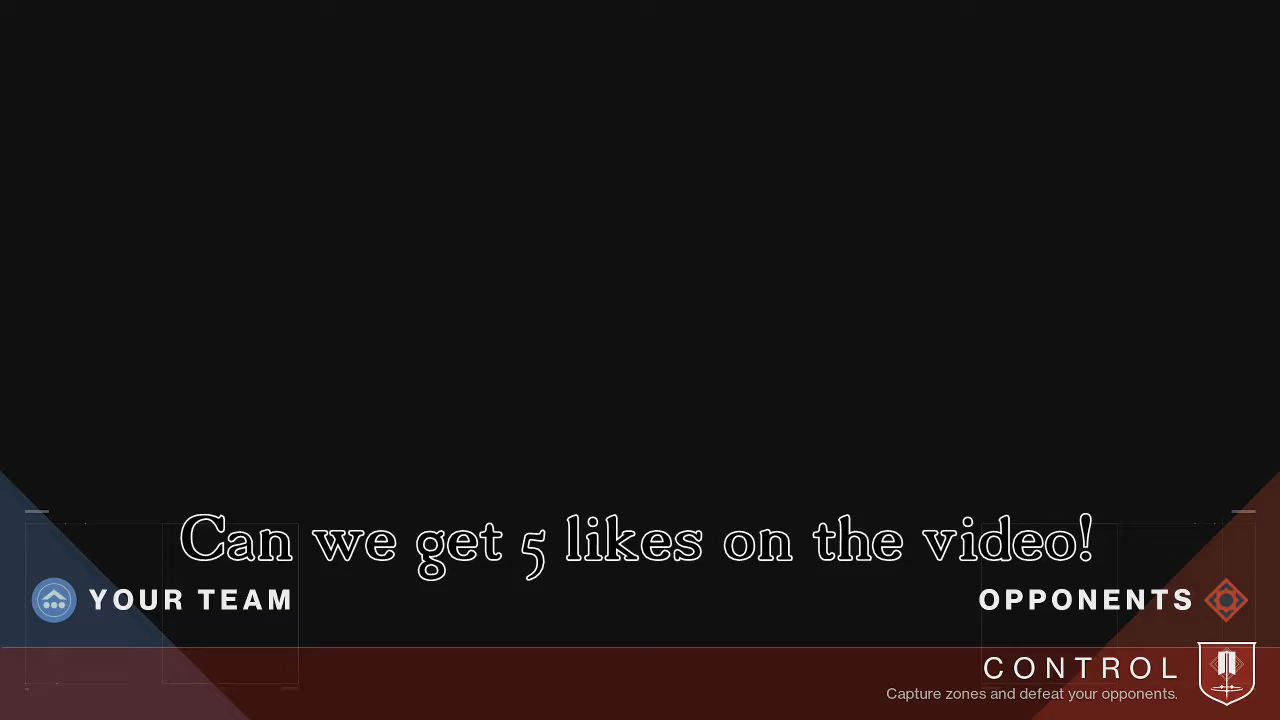 Can we get 5 likes on the video!
YOUR TEAM
OPPONENTS
CONTROL
Capture zones and defeat your opponents.